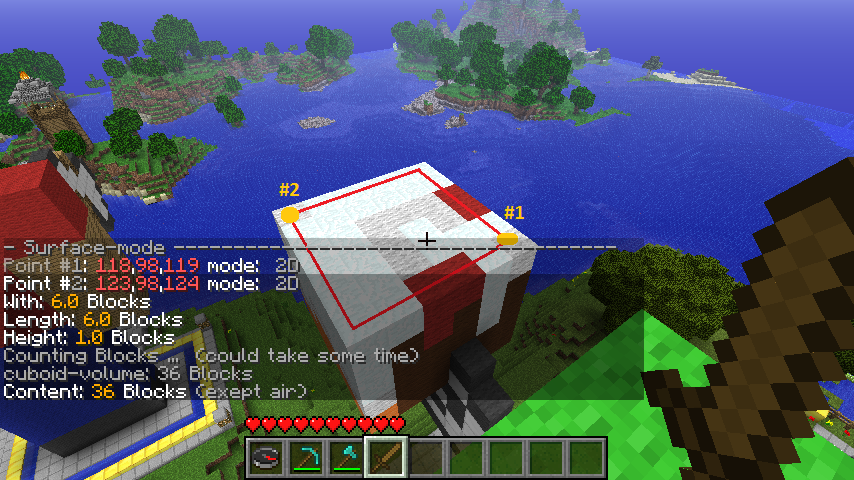 #2
#1
- Surface-mode ------------------------------------------------
Point #1: 118,98,119 mode: 2D
Point #2: 123,98,124 mode: 2D
With: 6.0 Blocks
Length: 6.0 Blocks
Height: 1.0 Blocks
Counting Blocks ... (could take some time)
cuboid-volume: 36 Blocks
Content: 36 Blocks (exept air)